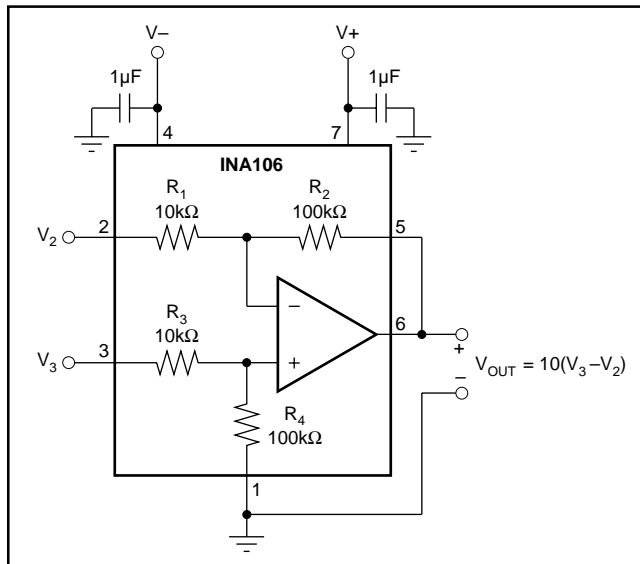 V– V+
1µF 1µF
4 7
INA106
R1 R2
10kΩ 100kΩ
2 5
V2
–
R3
10kΩ
6
3
V3
+
+
–
VOUT = 10(V3 –V2)
R4
100kΩ
1